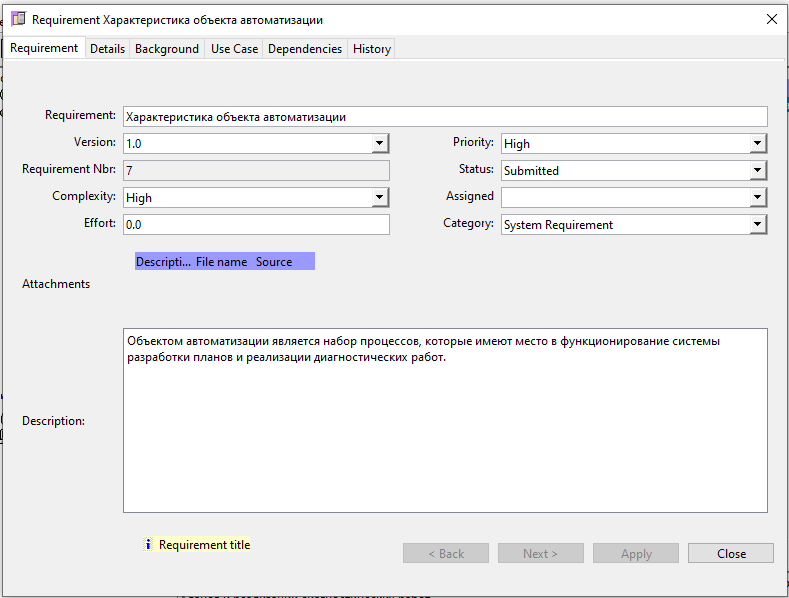 Requirement Характеристика объекта автоматизации
Requirement Details Background Use Case Dependencies History
Requirement: Характеристика объекта автоматизации
Version: 1.0 Priority: High
Requirement Nbr: 7 Status: Submitted
Complexity: High Assigned
Effort: 0.0 Category: System Requirement
Descripti... File name Source
Attachments
Объектом автоматизации является набор процессов, которые имеют место в функционирование системы
разработки планов и реализации диагностических работ.
Description:
Requirement title
< Back Next > Apply Close